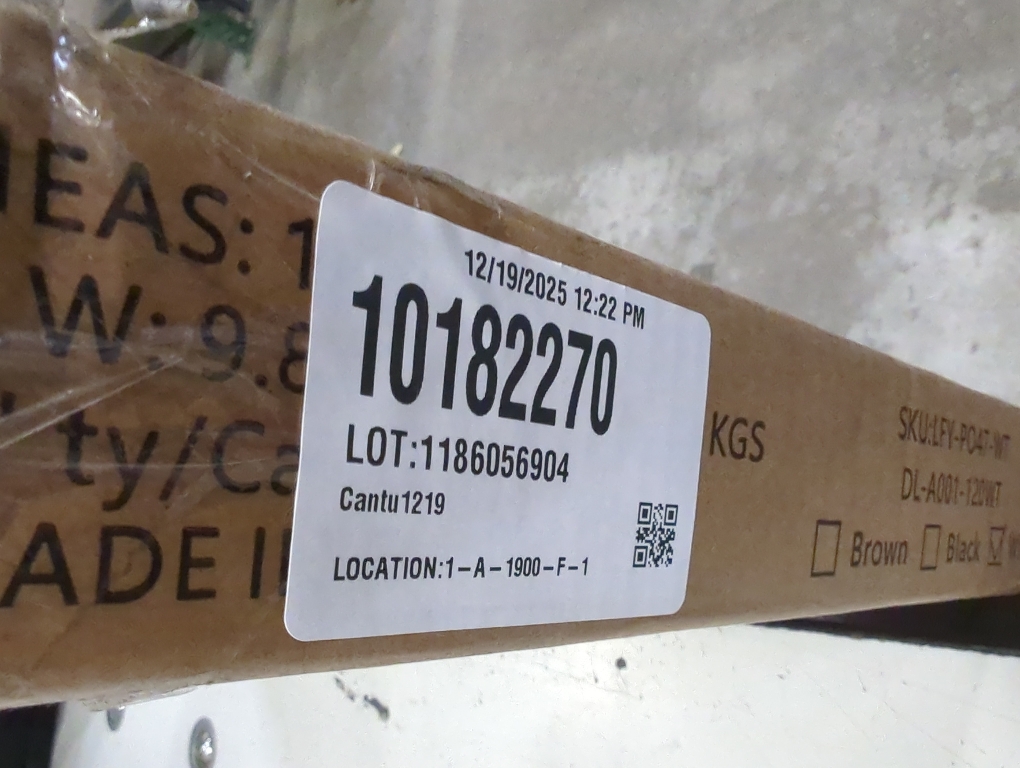 EAS: 1
W: 9.8
ty/Ca
ADE I
12/19/2025 12:22 PM
10182270
LOT:1186056904
Cantu1219
LOCATION:1-A-1900-F-1
KGS
SKU:LFV-PO47-WT
DL-A001-120WT
Brown Black